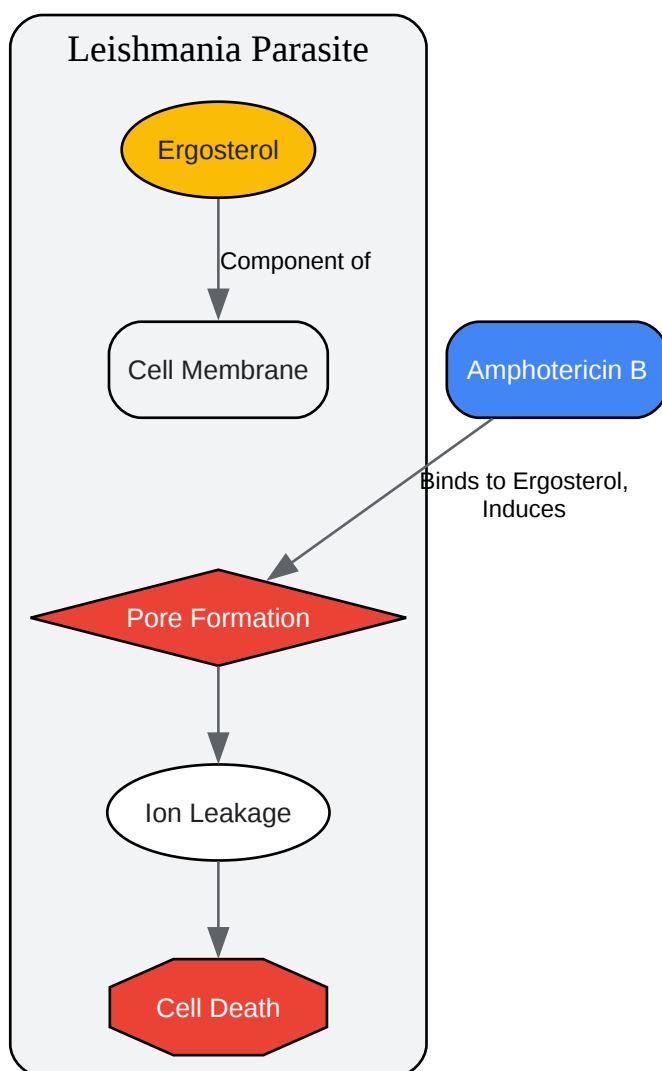 Leishmania Parasite
Ergosterol
Component of
Cell Membrane
Amphotericin B
Binds to Ergosterol,
Induces
Pore Formation
Ion Leakage
Cell Death